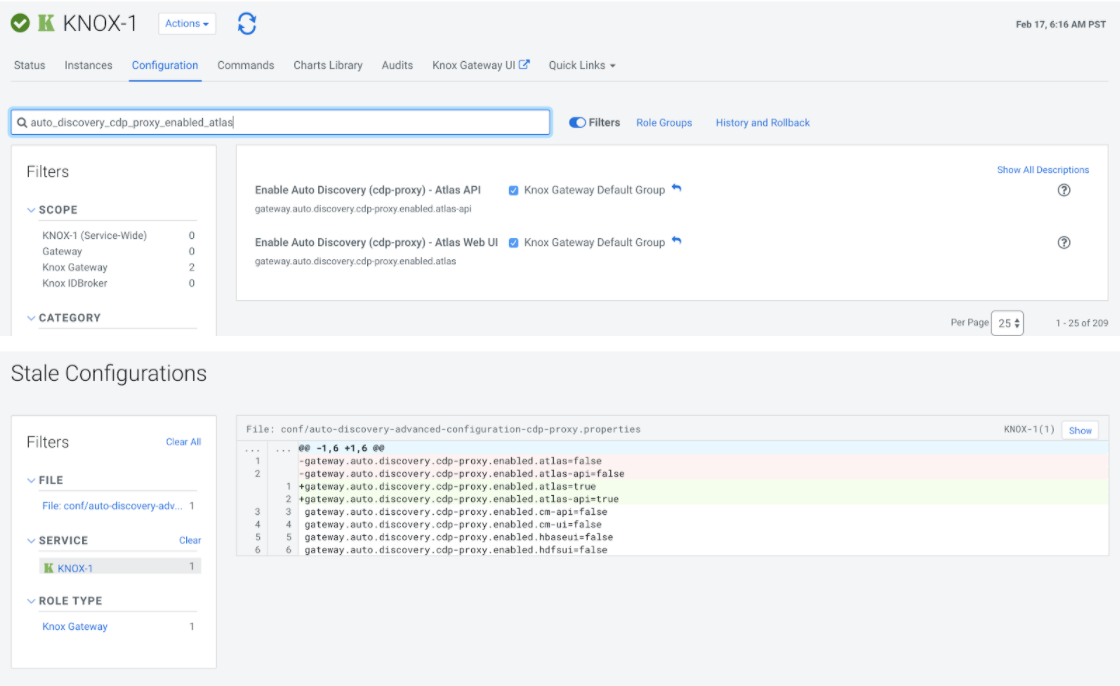 KNOX-1 Actions Feb 17, 6:16 AM PST
Status Instances Configuration Commands Charts Library Audits Knox Gateway UI Quick Links
auto_discovery_cdp_proxy_enabled_atlas Filters Role Groups History and Rollback
Filters
Show All Descriptions
SCOPE
KNOX-1 (Service-Wide) 0
Gateway 0
Knox Gateway 2
Knox IDBroker 0
CATEGORY
Enable Auto Discovery (cdp-proxy) - Atlas API Knox Gateway Default Group
gateway.auto.discovery.cdp-proxy.enabled.atlas-api
Enable Auto Discovery (cdp-proxy) - Atlas Web UI Knox Gateway Default Group
gateway.auto.discovery.cdp-proxy.enabled.atlas
Per Page 25 1 - 25 of 209
Stale Configurations
Filters Clear All
FILE
File: conf/auto-discovery-adv... 1
SERVICE Clear
KNOX-1 1
ROLE TYPE
Knox Gateway 1
File: conf/auto-discovery-advanced-configuration-cdp-proxy.properties KNOX-1(1) Show
... ... @@ -1,6 +1,6 @@
1 -gateway.auto.discovery.cdp-proxy.enabled.atlas=false
2 -gateway.auto.discovery.cdp-proxy.enabled.atlas-api=false
1 +gateway.auto.discovery.cdp-proxy.enabled.atlas=true
2 +gateway.auto.discovery.cdp-proxy.enabled.atlas-api=true
3 3 gateway.auto.discovery.cdp-proxy.enabled.cm-api=false
4 4 gateway.auto.discovery.cdp-proxy.enabled.cm-ui=false
5 5 gateway.auto.discovery.cdp-proxy.enabled.hbaseui=false
6 6 gateway.auto.discovery.cdp-proxy.enabled.hdfsui=false